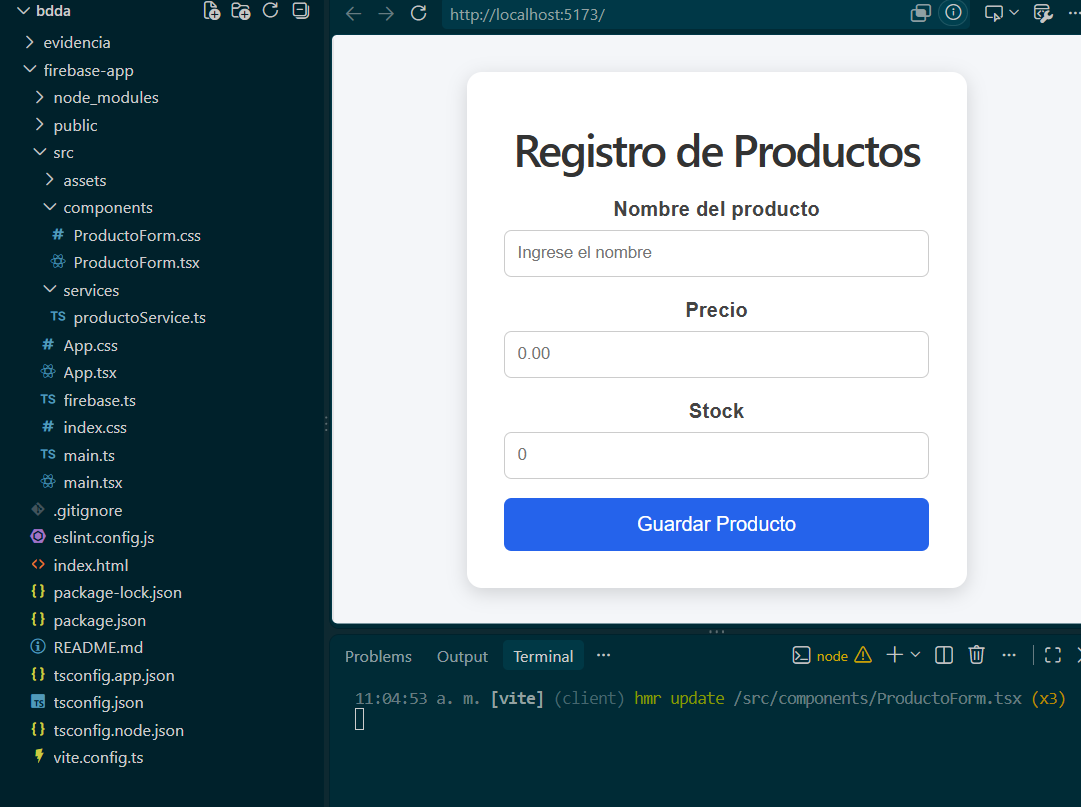 bdda
evidencia
firebase-app
node_modules
public
src
assets
components
# ProductoForm.css
ProductoForm.tsx
services
TS productoService.ts
# App.css
App.tsx
TS firebase.ts
# index.css
TS main.ts
main.tsx
.gitignore
eslint.config.js
<> index.html
{} package-lock.json
{} package.json
README.md
{} tsconfig.app.json
TS tsconfig.json
{} tsconfig.node.json
vite.config.ts
http://localhost:5173/
Registro de Productos
Nombre del producto
Ingrese el nombre
Precio
0.00
Stock
0
Guardar Producto
Problems Output Terminal ··· node
11:04:53 a. m. [vite] (client) hmr update /src/components/ProductoForm.tsx (x3)